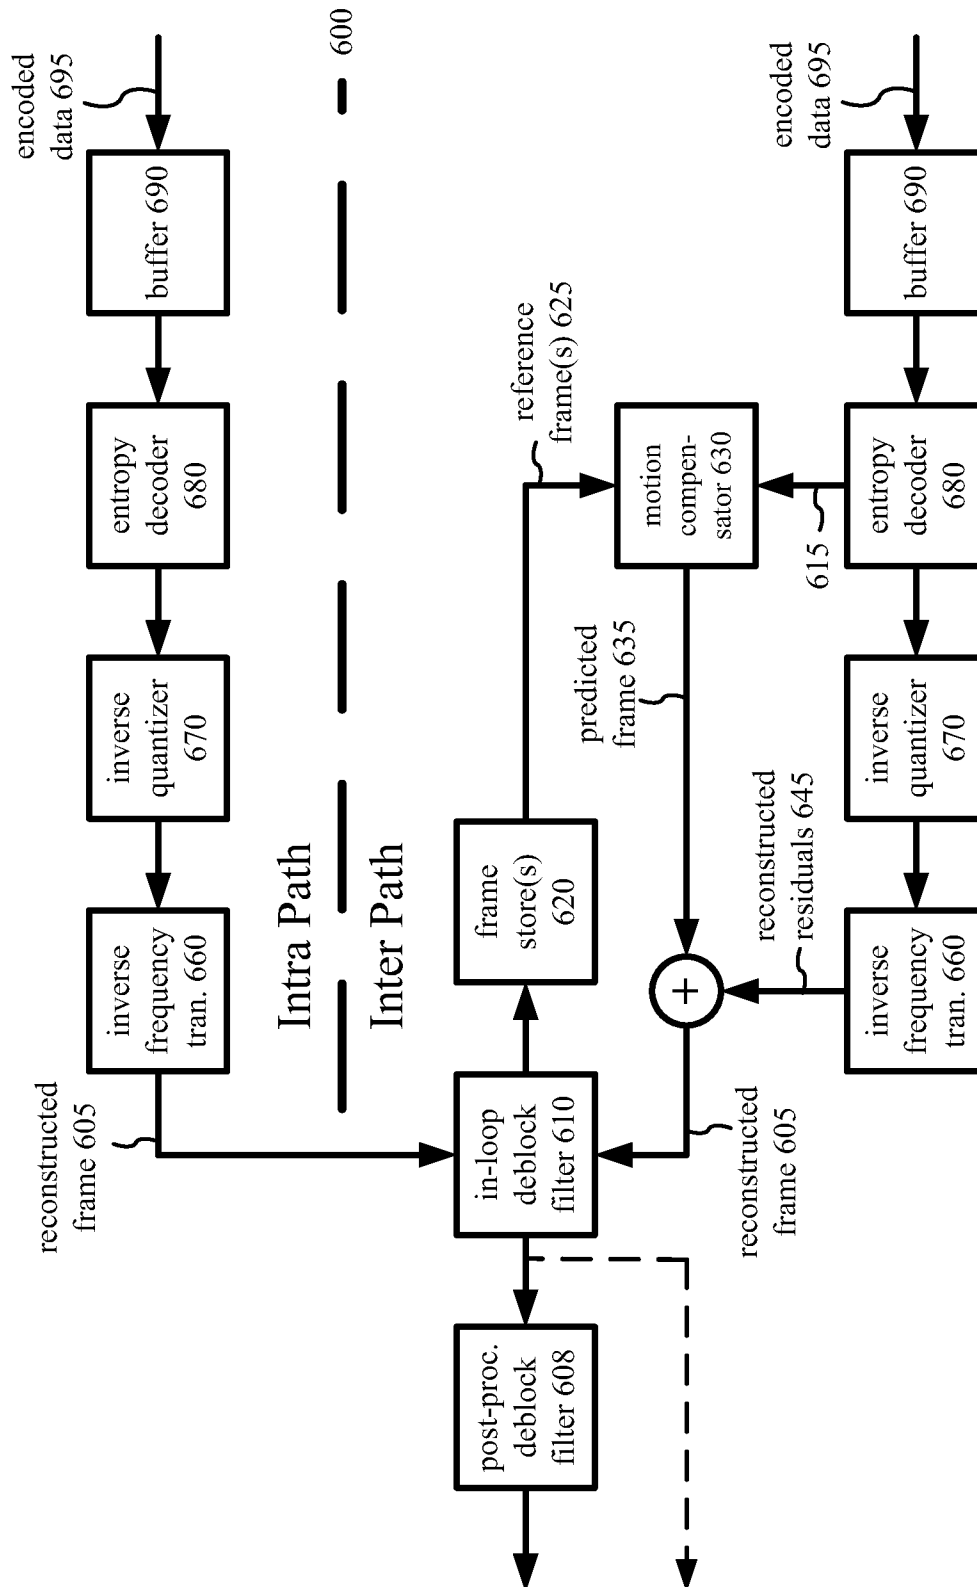 encoded
data 695
buffer 690
entropy
decoder
680
inverse
quantizer
670
inverse
frequency
tran. 660
reconstructed
frame 605
Intra Path
600
Inter Path
reference
frame(s) 625
frame
store(s)
620
motion
compen-
sator 630
predicted
frame 635
in-loop
deblock
filter 610
post-proc.
deblock
filter 608
+
615
reconstructed
residuals 645
reconstructed
frame 605
encoded
data 695
buffer 690
entropy
decoder
680
inverse
quantizer
670
inverse
frequency
tran. 660